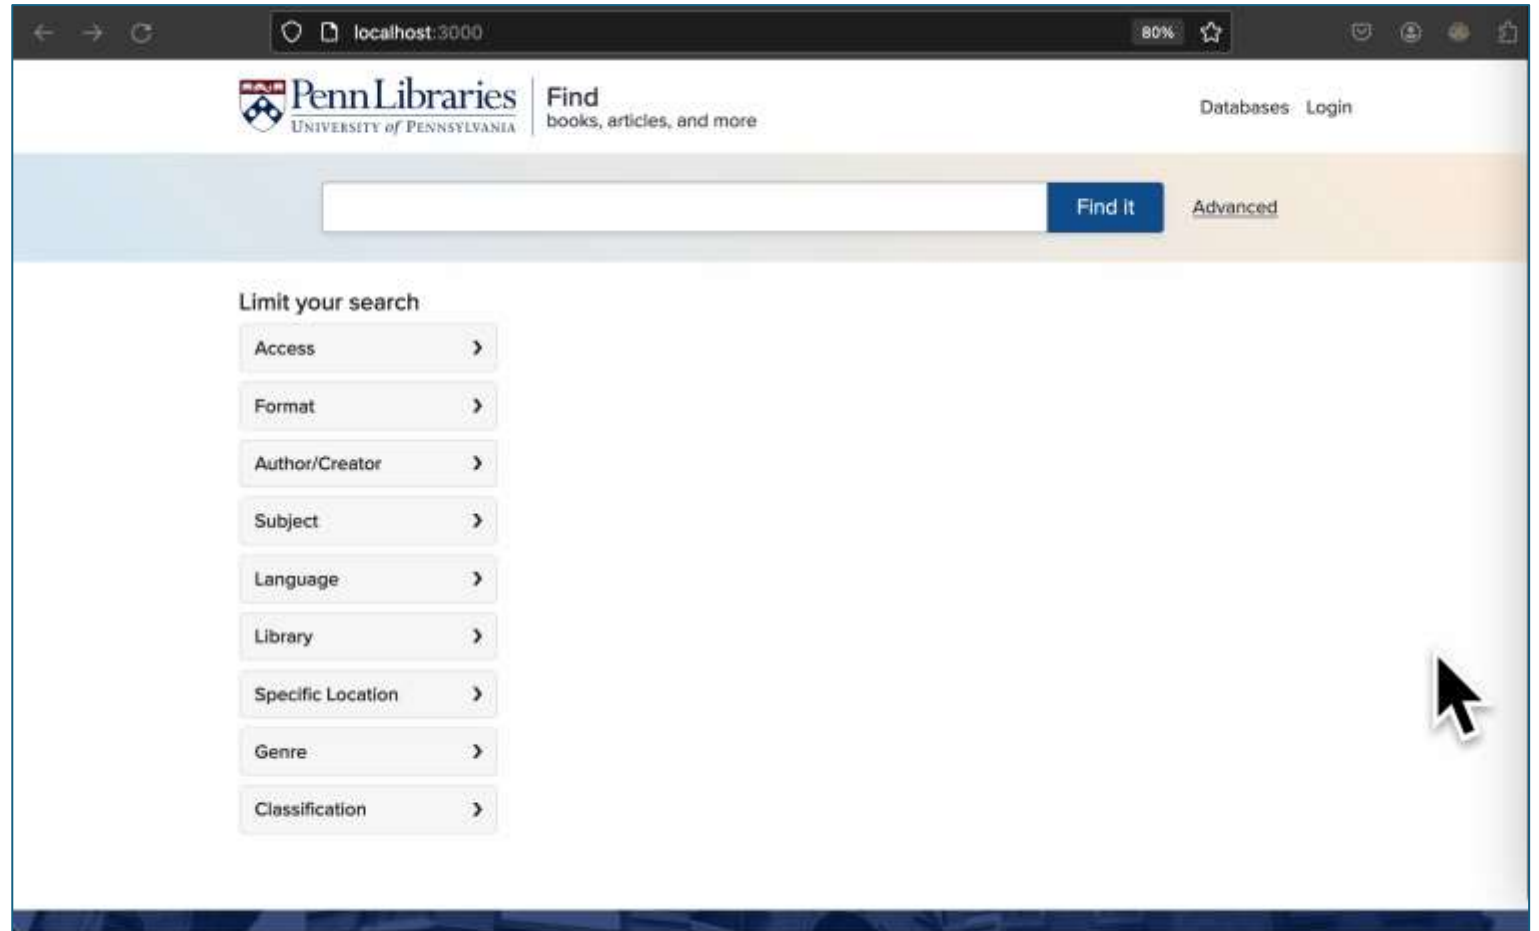 localhost:3000
80%
Penn Libraries
UNIVERSITY of PENNSYLVANIA
Find
books, articles, and more
Databases Login
Find it
Advanced
Limit your search
Access
Format
Author/Creator
Subject
Language
Library
Specific Location
Genre
Classification